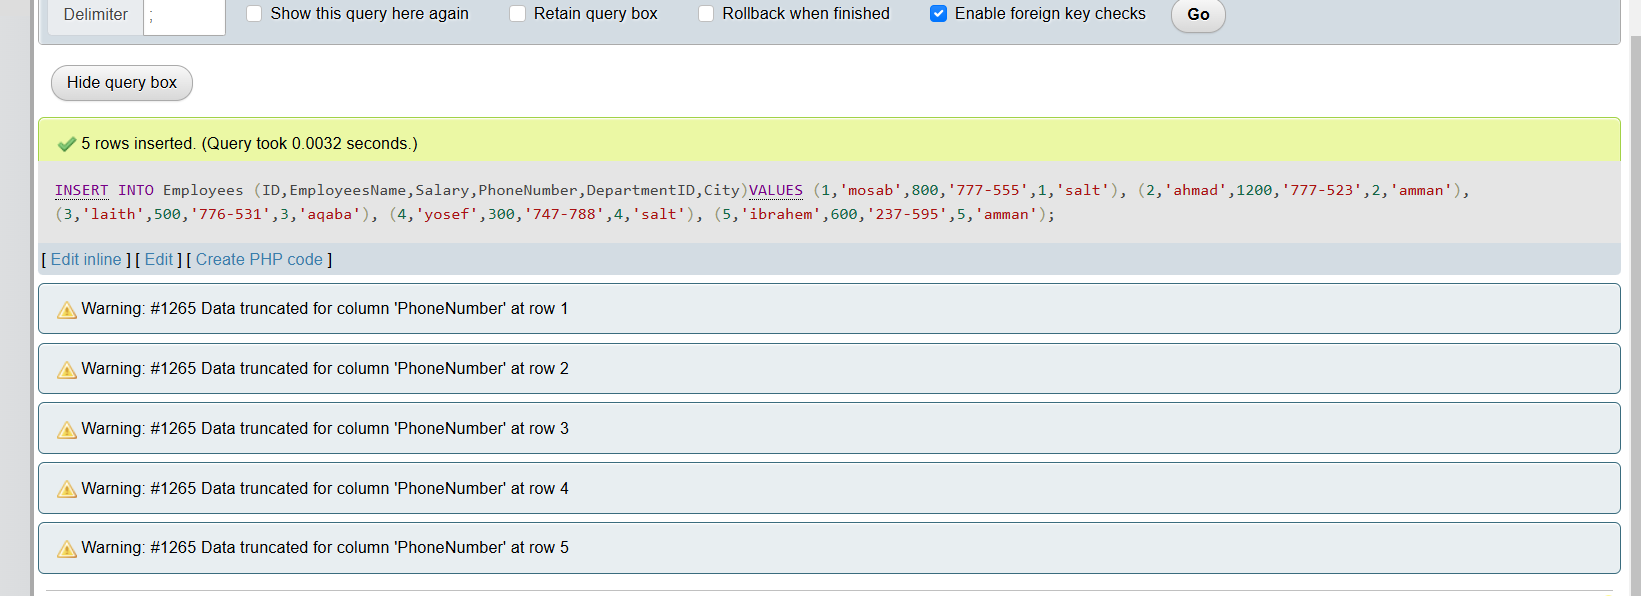 Delimiter ; Show this query here again Retain query box Rollback when finished Enable foreign key checks Go
Hide query box
5 rows inserted. (Query took 0.0032 seconds.)
INSERT INTO Employees (ID,EmployeesName,Salary,PhoneNumber,DepartmentID,City)VALUES (1,'mosab',800,'777-555',1,'salt'), (2,'ahmad',1200,'777-523',2,'amman'),
(3,'laith',500,'776-531',3,'aqaba'), (4,'yosef',300,'747-788',4,'salt'), (5,'ibrahem',600,'237-595',5,'amman');
[ Edit inline ] [ Edit ] [ Create PHP code ]
Warning: #1265 Data truncated for column 'PhoneNumber' at row 1
Warning: #1265 Data truncated for column 'PhoneNumber' at row 2
Warning: #1265 Data truncated for column 'PhoneNumber' at row 3
Warning: #1265 Data truncated for column 'PhoneNumber' at row 4
Warning: #1265 Data truncated for column 'PhoneNumber' at row 5